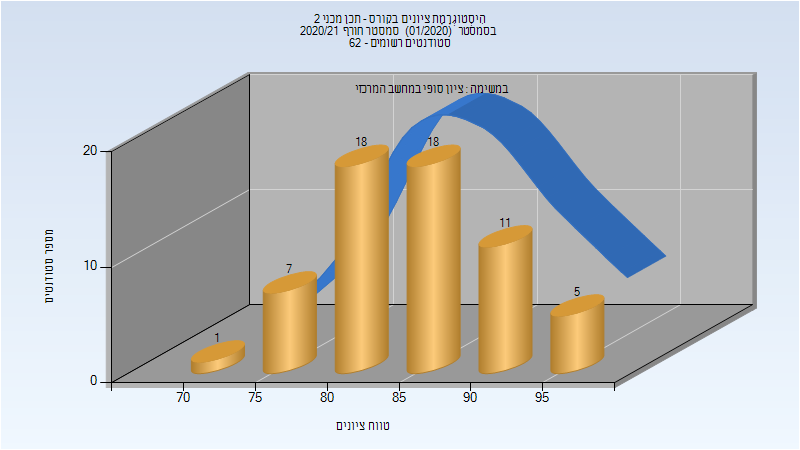 היסטוגרמת ציונים בקורס - תכן מכני 2
בסמסטר (01/2020) סמסטר חורף 2020/21
סטודנטים רשומים - 62
במשימה : ציון סופי במחשב המרכזי
מספר סטודנטים
20
10
0
1
7
18
18
11
5
70
75
80
85
90
95
טווח ציונים